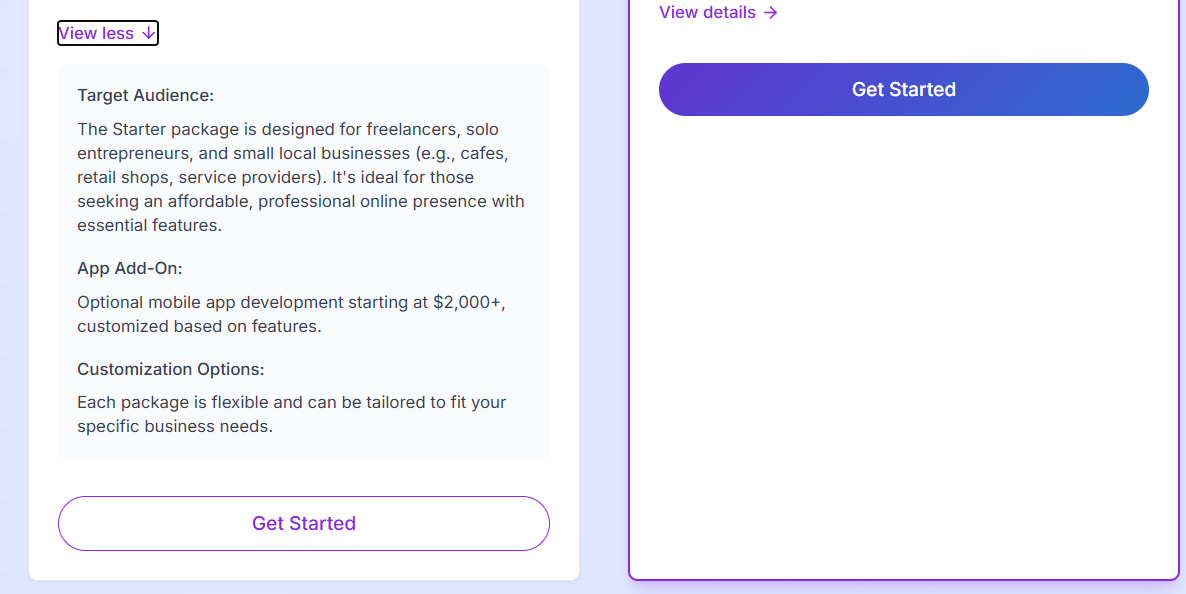 View less ↓
Target Audience:
The Starter package is designed for freelancers, solo
entrepreneurs, and small local businesses (e.g., cafes,
retail shops, service providers). It's ideal for those
seeking an affordable, professional online presence with
essential features.
App Add-On:
Optional mobile app development starting at $2,000+,
customized based on features.
Customization Options:
Each package is flexible and can be tailored to fit your
specific business needs.
Get Started
View details →
Get Started